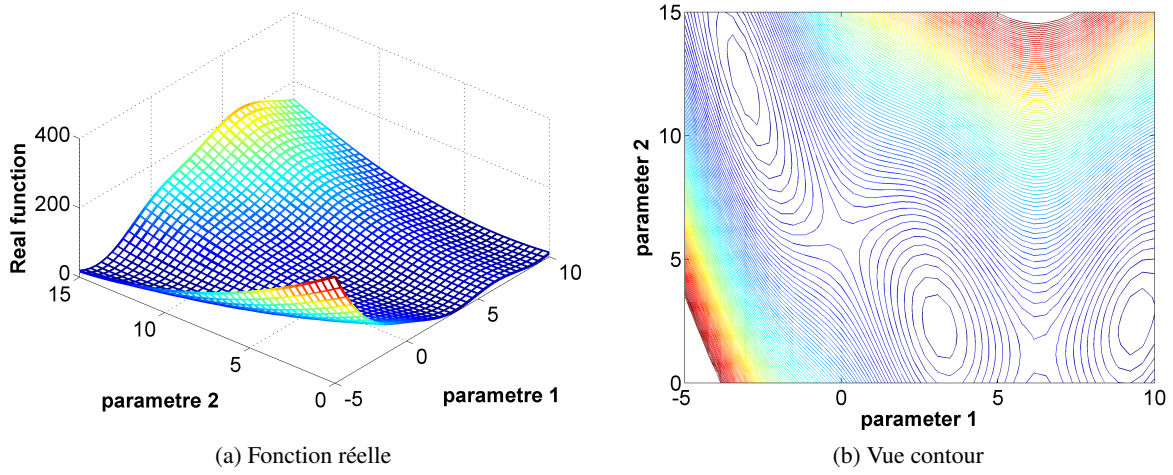 400
200
0
Real function
15
10
5
0
parametre 2
-5
0
5
10
parametre 1
(a) Fonction réelle
15
10
5
0
parameter 2
-5
0
5
10
parameter 1
(b) Vue contour